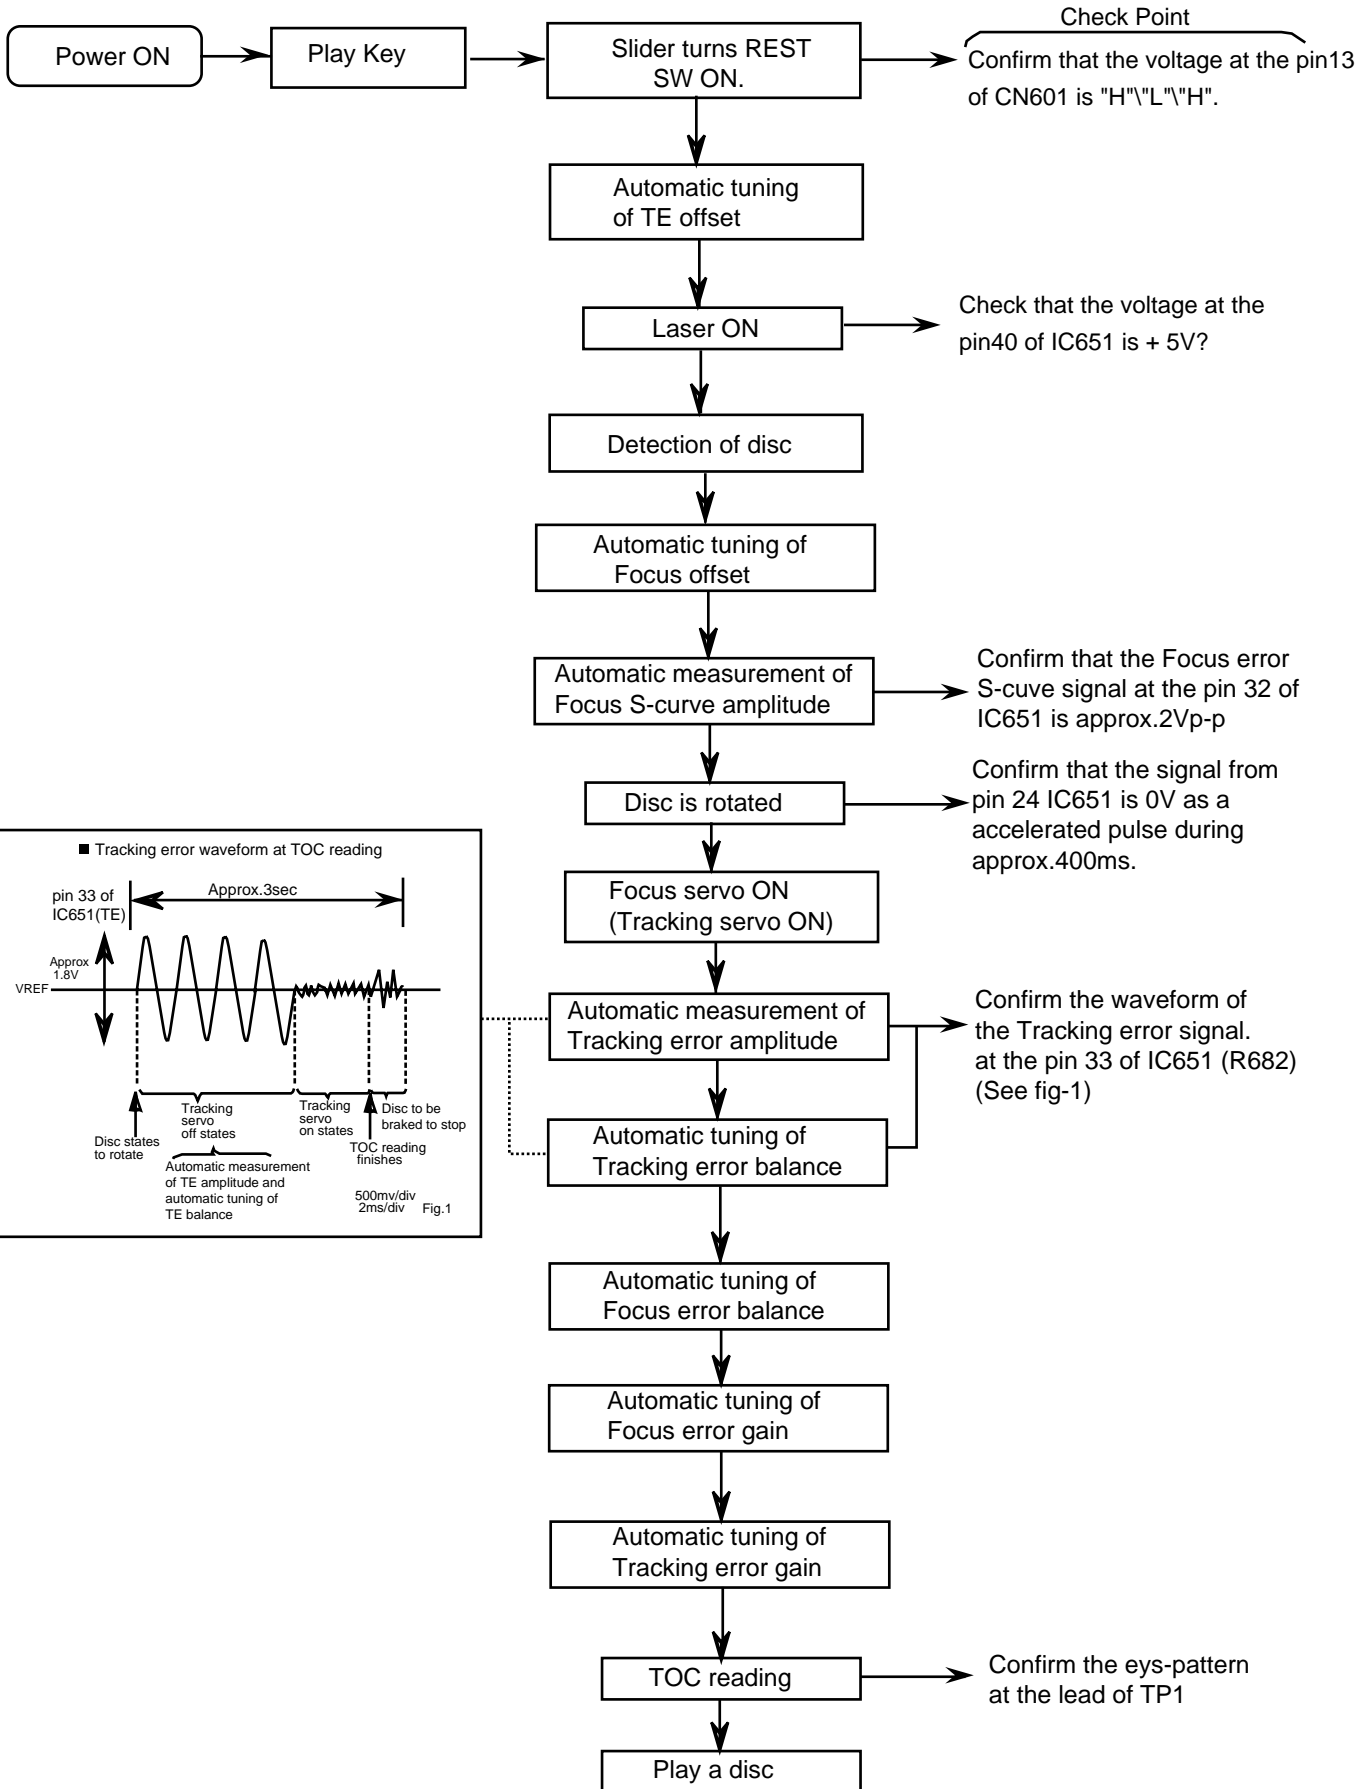 Check Point
Power ON
Play Key
Slider turns REST
SW ON.
Confirm that the voltage at the pin13
of CN601 is "H"\"L"\"H".
Automatic tuning
of TE offset
Laser ON
Check that the voltage at the
pin40 of IC651 is + 5V?
Detection of disc
Automatic tuning of
Focus offset
Automatic measurement of
Focus S-curve amplitude
Confirm that the Focus error
S-cuve signal at the pin 32 of
IC651 is approx.2Vp-p
Disc is rotated
Confirm that the signal from
pin 24 IC651 is 0V as a
accelerated pulse during
approx.400ms.
Focus servo ON
(Tracking servo ON)
■ Tracking error waveform at TOC reading
pin 33 of
IC651(TE)
Approx.3sec
Approx
1.8V
VREF
Disc states
to rotate
Tracking
servo
off states
Tracking
servo
on states
Disc to be
braked to stop
TOC reading
finishes
Automatic measurement
of TE amplitude and
automatic tuning of
TE balance
500mv/div
2ms/div
Fig.1
Automatic measurement of
Tracking error amplitude
Confirm the waveform of
the Tracking error signal.
at the pin 33 of IC651 (R682)
(See fig-1)
Automatic tuning of
Tracking error balance
Automatic tuning of
Focus error balance
Automatic tuning of
Focus error gain
Automatic tuning of
Tracking error gain
TOC reading
Confirm the eys-pattern
at the lead of TP1
Play a disc